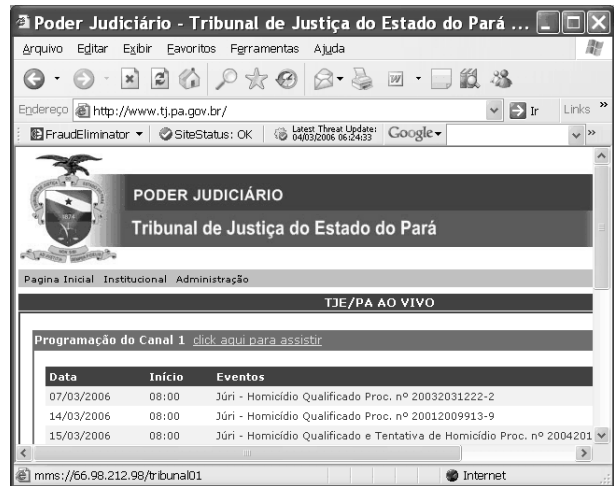 Poder Judiciário - Tribunal de Justiça do Estado do Pará ...
Arquivo Editar Exibir Favoritos Ferramentas Ajuda
Endereço http://www.tj.pa.gov.br/ Ir Links »
FraudEliminator SiteStatus: OK Latest Threat Update: 04/03/2006 06:24:33 Google »
PODER JUDICIÁRIO
Tribunal de Justiça do Estado do Pará
Pagina Inicial Institucional Administração
TJE/PA AO VIVO
Programação do Canal 1 click aqui para assistir
Data Início Eventos
07/03/2006 08:00 Júri - Homicídio Qualificado Proc. nº 20032031222-2
14/03/2006 08:00 Júri - Homicídio Qualificado Proc. nº 20012009913-9
15/03/2006 08:00 Júri - Homicídio Qualificado e Tentativa de Homicídio Proc. nº 2004201
mms://66.98.212.98/tribunal01 Internet